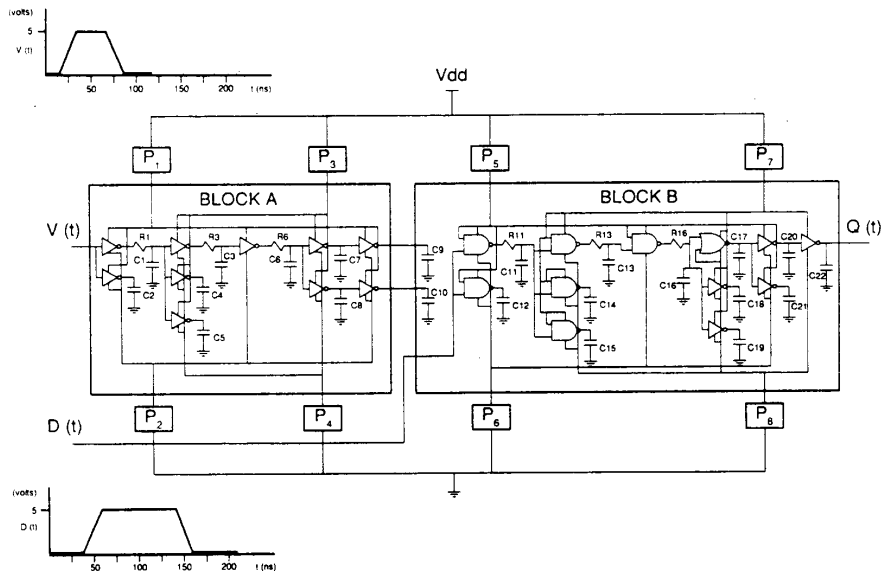 (volts)
5
V (t)
50 100 150 200 t (ns)
Vdd
P1 P3 P5 P7
BLOCK A BLOCK B
V (t) Q (t)
R1 R3 R6 R11 R13 R16 C17 C20
C1 C3 C6 C7 C9 C11 C13 C22
C2 C4 C8 C10 C12 C14 C16 C18 C21
C5 C15 C19
P2 P4 P6 P8
D (t)
(volts)
5
D (t)
50 100 150 200 t (ns)